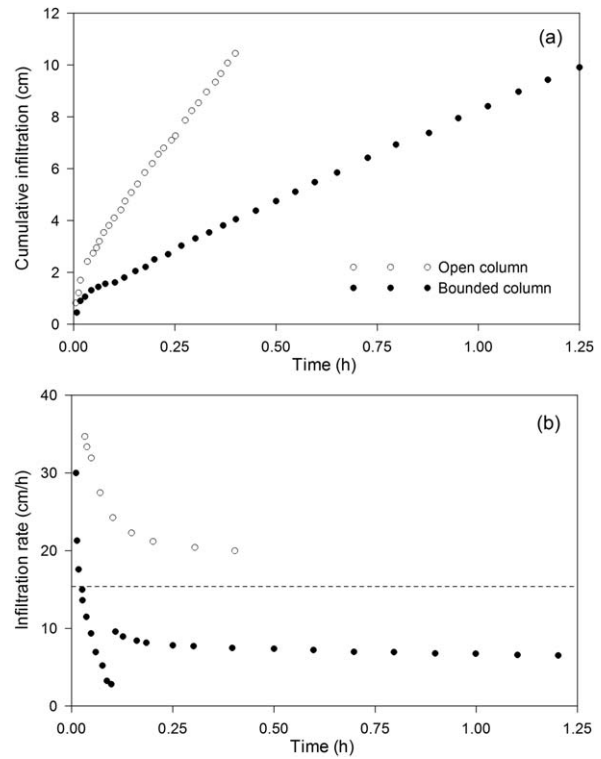 (a)
Cumulative infiltration (cm)
12
10
8
6
4
2
0
Open column
Bounded column
0.00 0.25 0.50 0.75 1.00 1.25
Time (h)
(b)
Infiltration rate (cm/h)
40
30
20
10
0
0.00 0.25 0.50 0.75 1.00 1.25
Time (h)